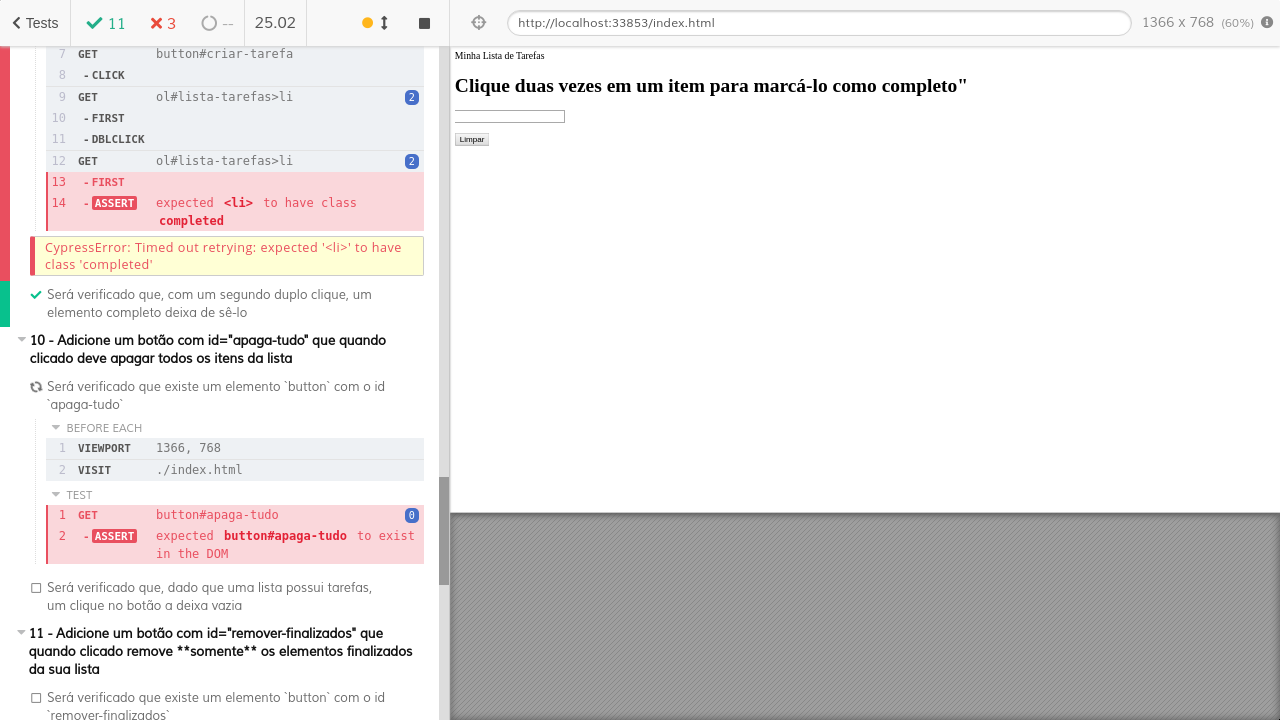 Tests 11 3 -- 25.02 http://localhost:33853/index.html 1366 x 768 (60%)
7 GET button#criar-tarefa
8 - CLICK
9 GET ol#lista-tarefas>li 2
10 - FIRST
11 - DBLCLICK
12 GET ol#lista-tarefas>li 2
13 - FIRST
14 - ASSERT expected <li> to have class
completed
CypressError: Timed out retrying: expected '<li>' to have
class 'completed'
Será verificado que, com um segundo duplo clique, um
elemento completo deixa de sê-lo
10 - Adicione um botão com id="apaga-tudo" que quando
clicado deve apagar todos os itens da lista
Será verificado que existe um elemento `button` com o id
`apaga-tudo`
BEFORE EACH
1 VIEWPORT 1366, 768
2 VISIT ./index.html
TEST
1 GET button#apaga-tudo 0
2 - ASSERT expected button#apaga-tudo to exist
in the DOM
Será verificado que, dado que uma lista possui tarefas,
um clique no botão a deixa vazia
11 - Adicione um botão com id="remover-finalizados" que
quando clicado remove **somente** os elementos finalizados
da sua lista
Será verificado que existe um elemento `button` com o id
`remover-finalizados`
Minha Lista de Tarefas
Clique duas vezes em um item para marcá-lo como completo"
Limpar